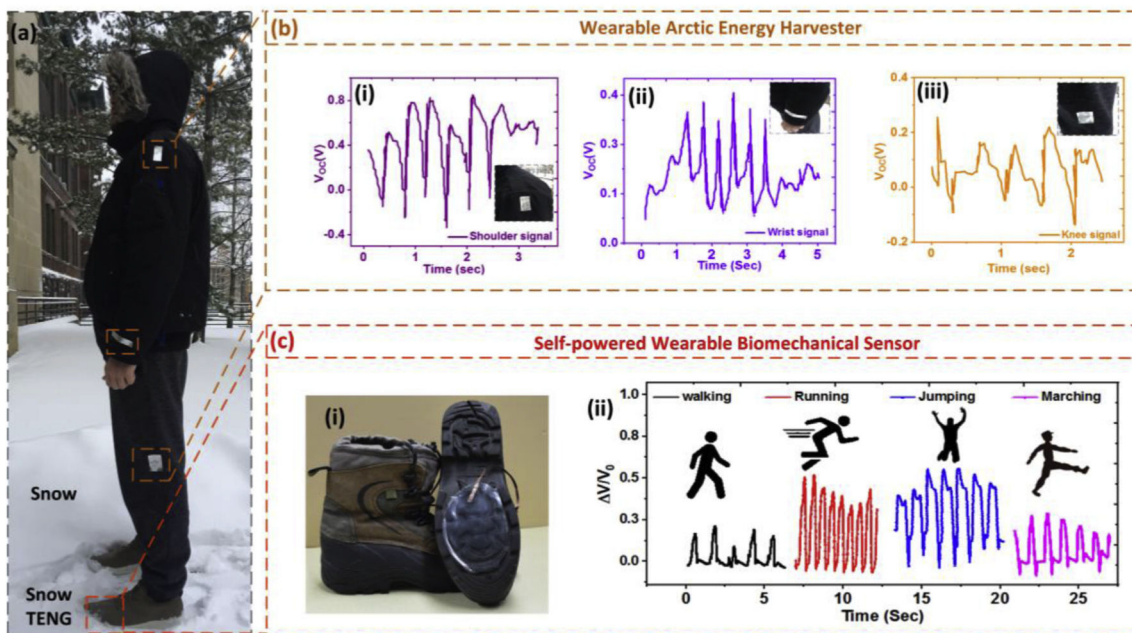 (a)
Snow
Snow
TENG
(b)
Wearable Arctic Energy Harvester
(i)
0.8
0.4
0.0
-0.4
V_OC(V)
Shoulder signal
0 1 2 3
Time (sec)
(ii)
0.4
0.3
0.1
0.0
V_OC(V)
Wrist signal
0 1 2 3 4 5
Time (Sec)
(iii)
0.4
0.2
0.0
-0.2
V_OC(V)
Knee signal
0 1 2
Time (sec)
(c)
Self-powered Wearable Biomechanical Sensor
(i)
(ii)
walking Running Jumping Marching
1.0
0.8
0.5
0.3
0.0
ΔV/V₀
0 5 10 15 20 25
Time (Sec)